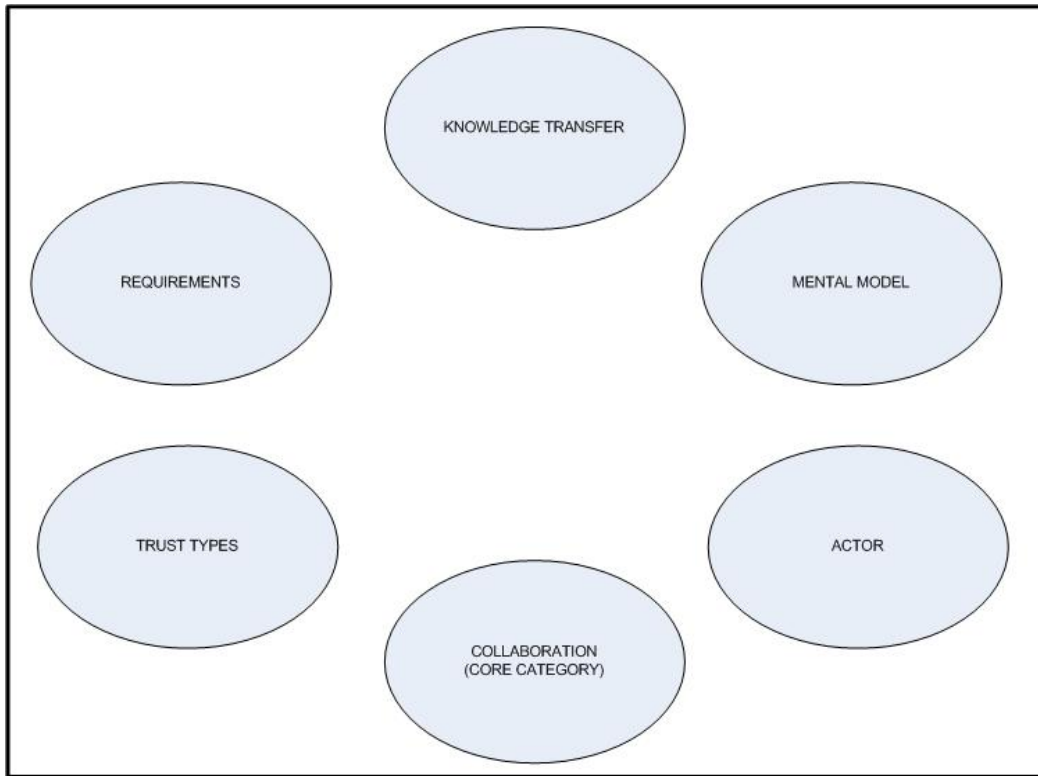 KNOWLEDGE TRANSFER
REQUIREMENTS
MENTAL MODEL
TRUST TYPES
ACTOR
COLLABORATION
(CORE CATEGORY)